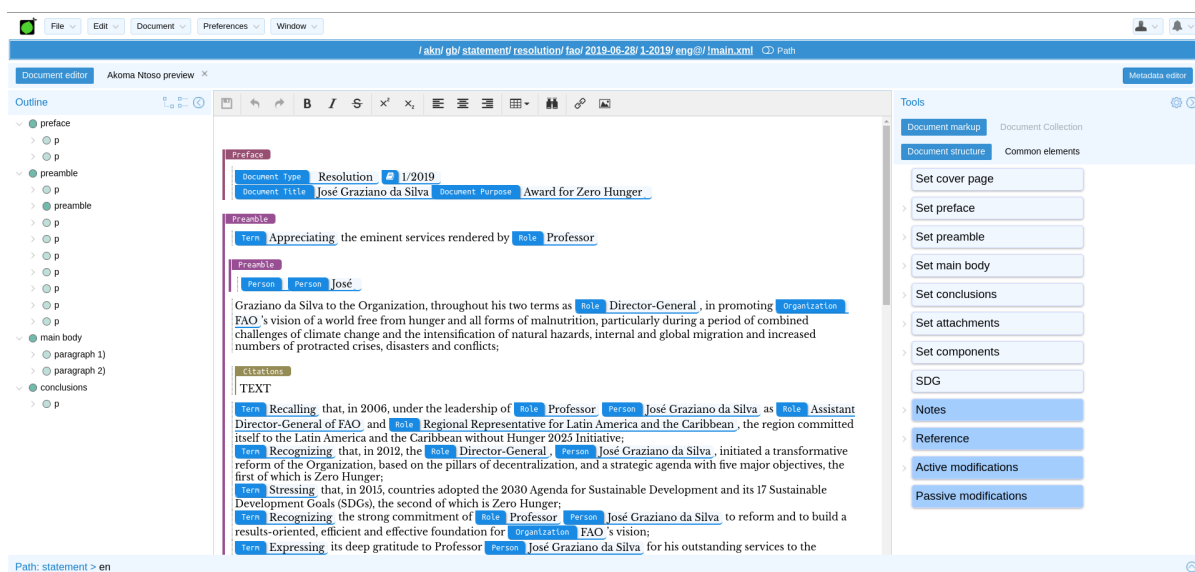 File Edit Document Preferences Window
/ akn/ gb/ statement/ resolution/ fao/ 2019-06-28/ 1-2019/ eng@/ !main.xml Path
Document editor Akoma Ntoso preview × Metadata editor
Outline
preface
p
p
preamble
p
preamble
p
p
p
p
p
p
p
main body
paragraph 1)
paragraph 2)
conclusions
p
B I S x² x₂
Preface
Document Type Resolution 1/2019
Document Title José Graziano da Silva Document Purpose Award for Zero Hunger
Preamble
Term Appreciating the eminent services rendered by Role Professor
Preamble
Person Person José
Graziano da Silva to the Organization, throughout his two terms as Role Director-General , in promoting Organization
FAO 's vision of a world free from hunger and all forms of malnutrition, particularly during a period of combined
challenges of climate change and the intensification of natural hazards, internal and global migration and increased
numbers of protracted crises, disasters and conflicts;
Citations
TEXT
Term Recalling that, in 2006, under the leadership of Role Professor Person José Graziano da Silva as Role Assistant
Director-General of FAO and Role Regional Representative for Latin America and the Caribbean , the region committed
itself to the Latin America and the Caribbean without Hunger 2025 Initiative;
Term Recognizing that, in 2012, the Role Director-General , Person José Graziano da Silva , initiated a transformative
reform of the Organization, based on the pillars of decentralization, and a strategic agenda with five major objectives, the
first of which is Zero Hunger;
Term Stressing that, in 2015, countries adopted the 2030 Agenda for Sustainable Development and its 17 Sustainable
Development Goals (SDGs), the second of which is Zero Hunger;
Term Recognizing the strong commitment of Role Professor Person José Graziano da Silva to reform and to build a
results-oriented, efficient and effective foundation for Organization FAO 's vision;
Term Expressing its deep gratitude to Professor Person José Graziano da Silva for his outstanding services to the
Tools
Document markup Document Collection
Document structure Common elements
Set cover page
Set preface
Set preamble
Set main body
Set conclusions
Set attachments
Set components
SDG
Notes
Reference
Active modifications
Passive modifications
Path: statement > en